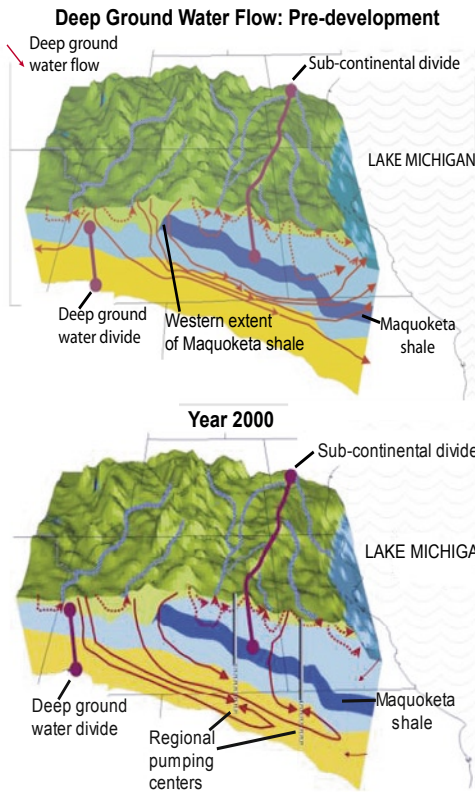 Deep Ground Water Flow: Pre-development
Deep ground
water flow
Sub-continental divide
LAKE MICHIGAN
Deep ground
water divide
Western extent
of Maquoketa shale
Maquoketa
shale
Year 2000
Sub-continental divide
LAKE MICHIGA
Deep ground
water divide
Regional
pumping
centers
Maquoketa
shale